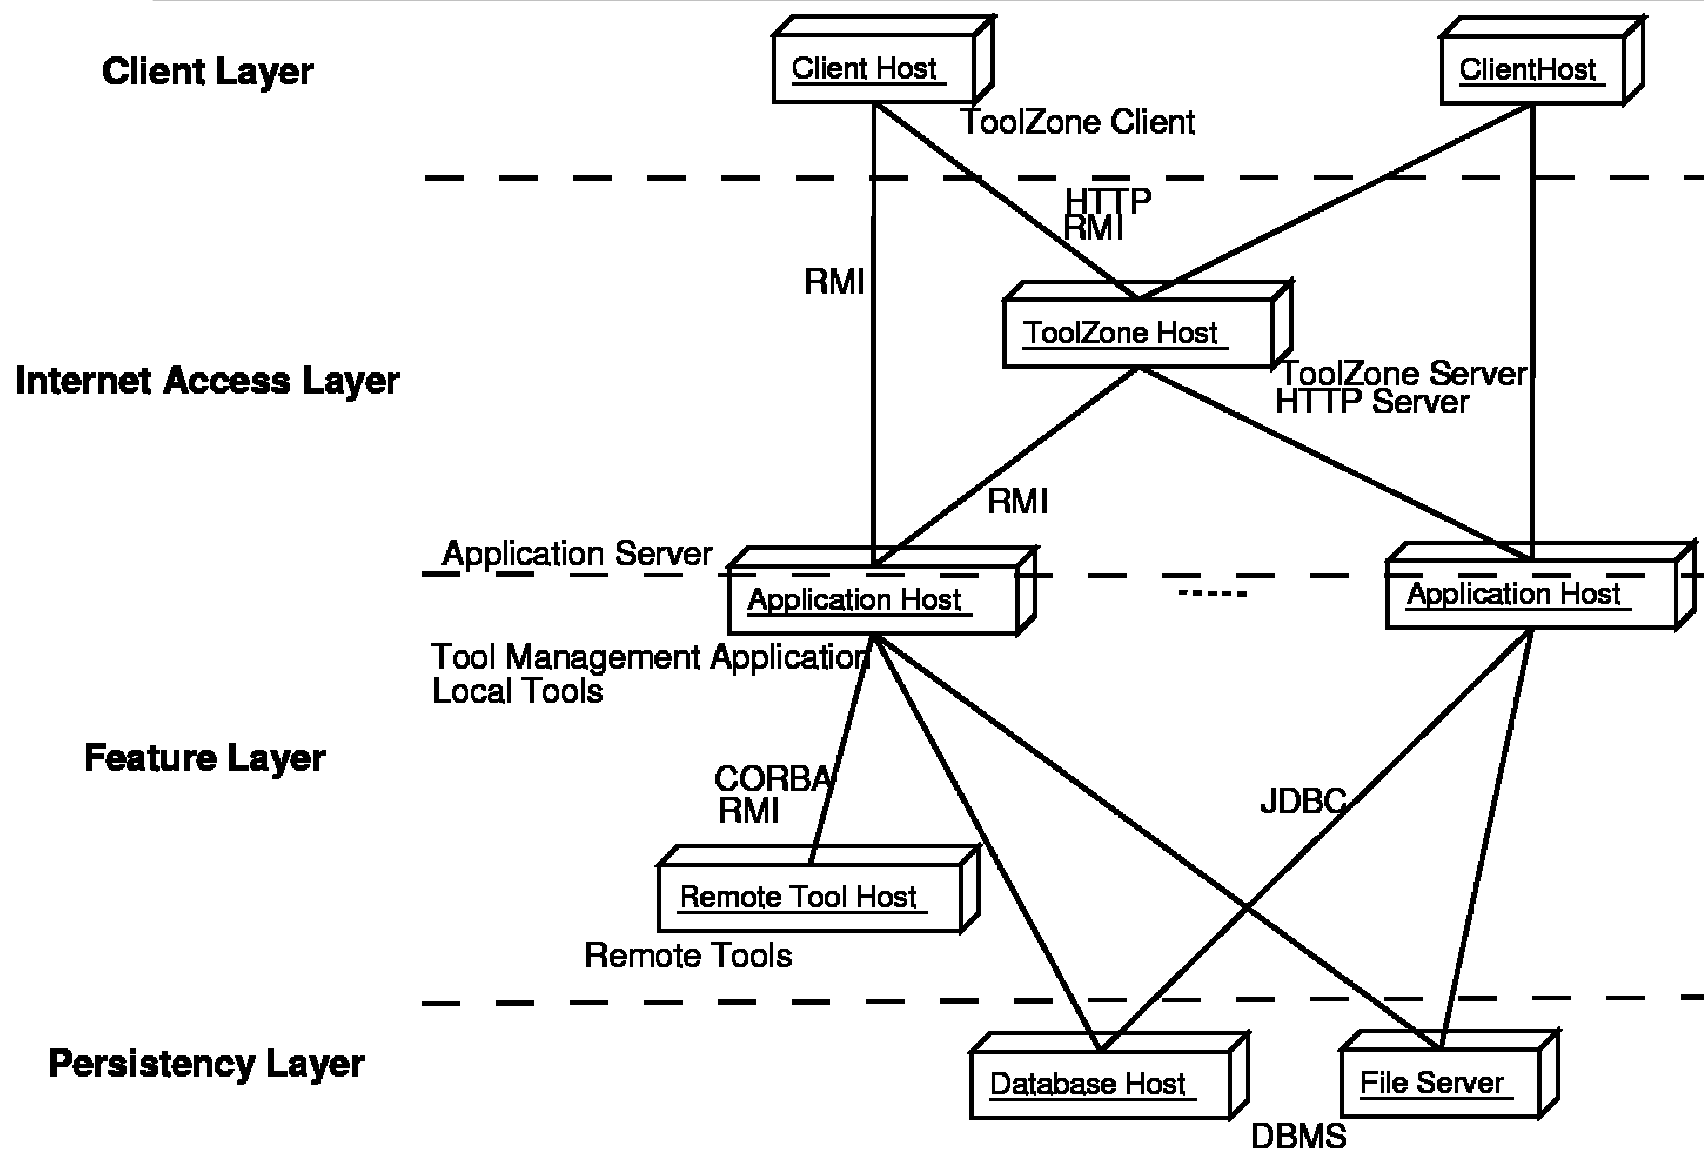 Client Layer
Client Host
ClientHost
ToolZone Client
HTTP
RMI
RMI
ToolZone Host
Internet Access Layer
ToolZone Server
HTTP Server
RMI
Application Server
Application Host
Application Host
Tool Management Application
Local Tools
Feature Layer
CORBA
RMI
JDBC
Remote Tool Host
Remote Tools
Persistency Layer
Database Host
File Server
DBMS